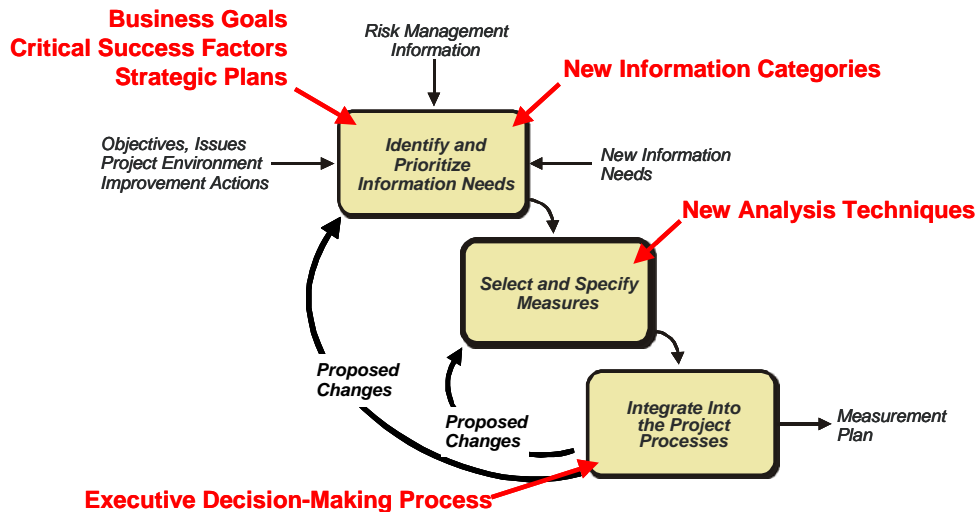 Business Goals
Critical Success Factors
Strategic Plans
Risk Management
Information
New Information Categories
Objectives, Issues
Project Environment
Improvement Actions
Identify and
Prioritize
Information Needs
New Information
Needs
New Analysis Techniques
Select and Specify
Measures
Proposed
Changes
Proposed
Changes
Integrate Into
the Project
Processes
Measurement
Plan
Executive Decision-Making Process